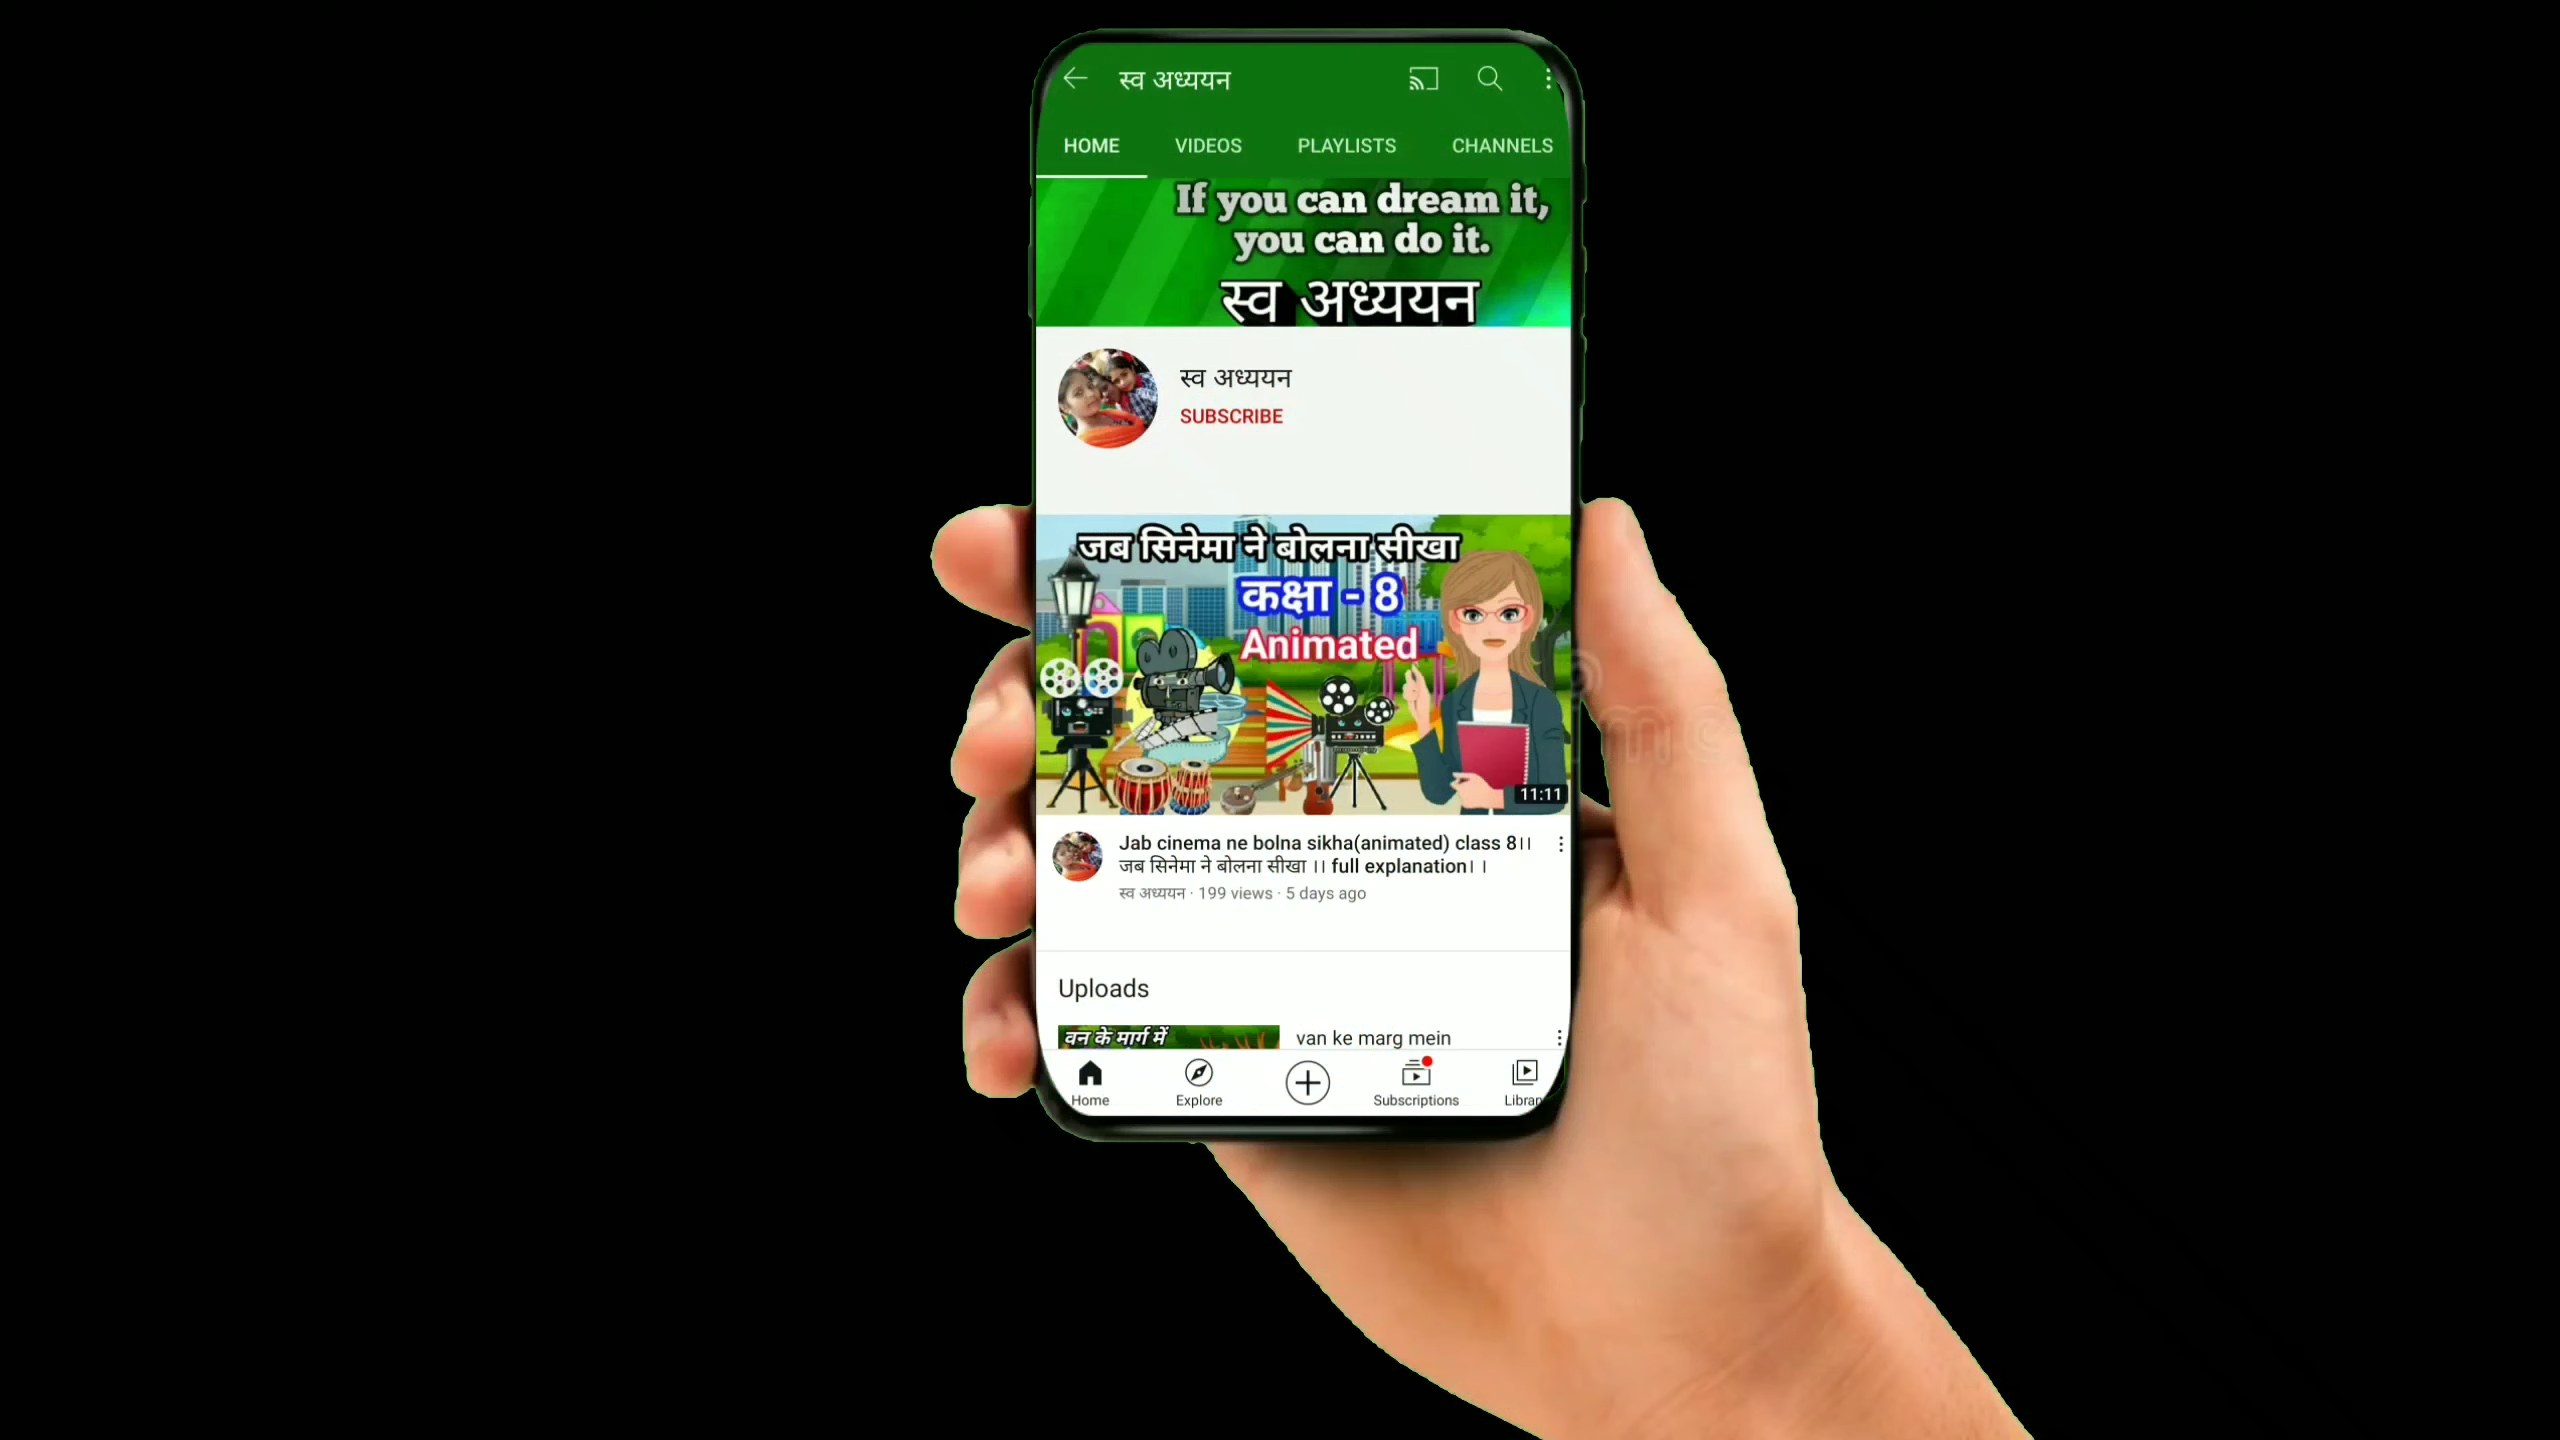 स्व अध्ययन
HOME VIDEOS PLAYLISTS CHANNELS
If you can dream it,
you can do it.
स्व अध्ययन
स्व अध्ययन
SUBSCRIBE
जब सिनेमा ने बोलना सीखा
कक्षा - 8
Animated
11:11
Jab cinema ne bolna sikha(animated) class 8।।
जब सिनेमा ने बोलना सीखा ।। full explanation। ।
स्व अध्ययन · 199 views · 5 days ago
Uploads
वन के मार्ग में
van ke marg mein
Home Explore Subscriptions Librar